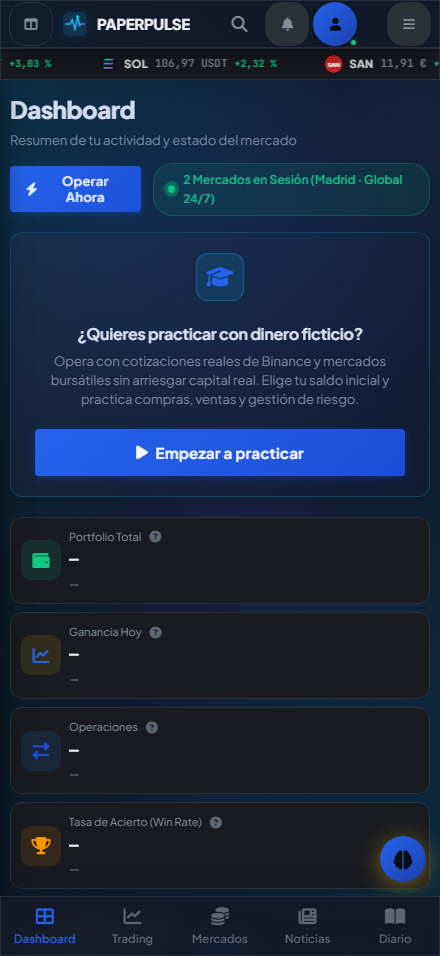 PAPERPULSE
+3,03 % SOL 106,97 USDT +2,32 % SAN SAN 11,91 € +
Dashboard
Resumen de tu actividad y estado del mercado
Operar
Ahora
2 Mercados en Sesión (Madrid · Global
24/7)
¿Quieres practicar con dinero ficticio?
Opera con cotizaciones reales de Binance y mercados
bursátiles sin arriesgar capital real. Elige tu saldo inicial y
practica compras, ventas y gestión de riesgo.
Empezar a practicar
Portfolio Total ?
—
—
Ganancia Hoy ?
—
—
Operaciones ?
—
—
Tasa de Acierto (Win Rate) ?
—
—
Dashboard Trading Mercados Noticias Diario